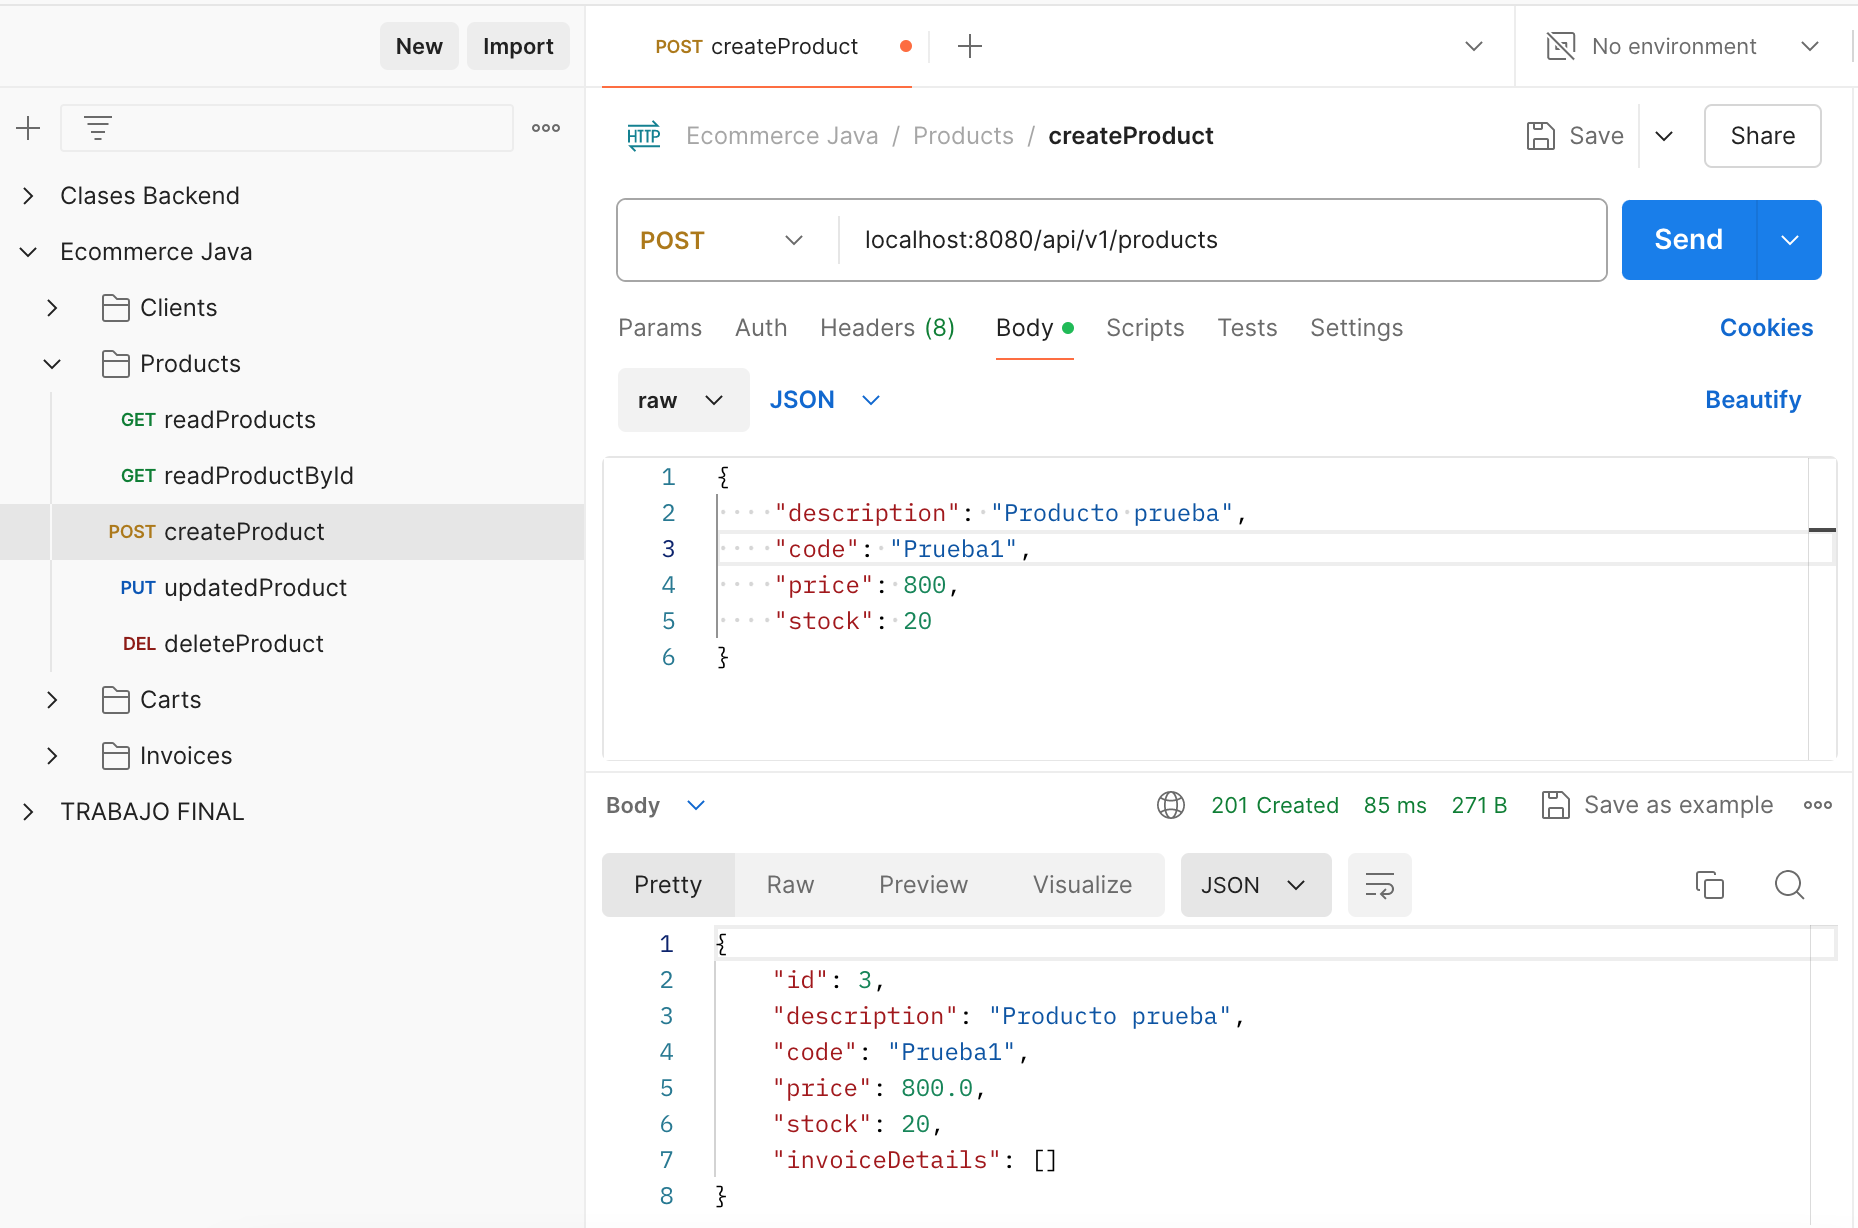 New Import
Clases Backend
Ecommerce Java
Clients
Products
GET readProducts
GET readProductById
POST createProduct
PUT updatedProduct
DEL deleteProduct
Carts
Invoices
TRABAJO FINAL
POST createProduct
No environment
HTTP Ecommerce Java / Products / createProduct
Save
Share
POST localhost:8080/api/v1/products
Send
Params Auth Headers (8) Body Scripts Tests Settings Cookies
raw JSON Beautify
1 {
2 "description": "Producto prueba",
3 "code": "Prueba1",
4 "price": 800,
5 "stock": 20
6 }
Body 201 Created 85 ms 271 B Save as example
Pretty Raw Preview Visualize JSON
1 {
2 "id": 3,
3 "description": "Producto prueba",
4 "code": "Prueba1",
5 "price": 800.0,
6 "stock": 20,
7 "invoiceDetails": []
8 }